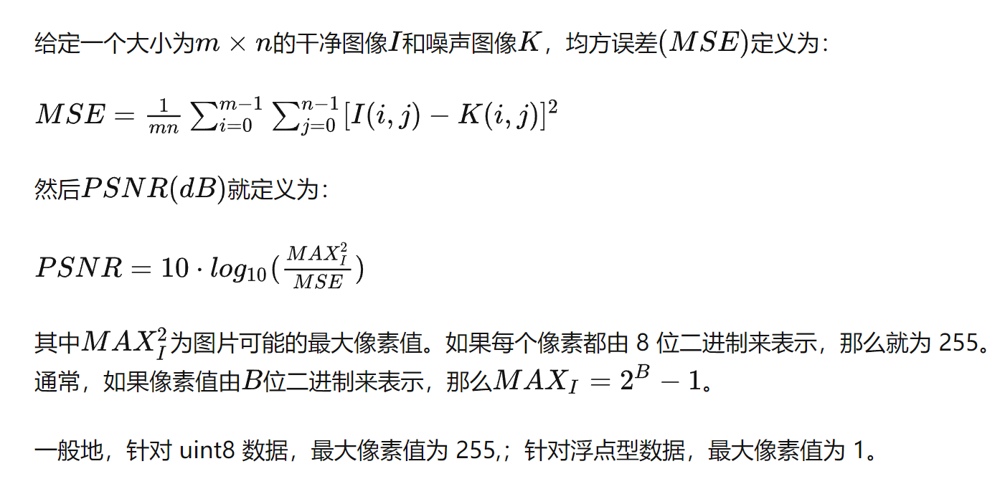 给定一个大小为$m \times n$的干净图像$I$和噪声图像$K$，均方误差$(MSE)$定义为：
$MSE = \frac{1}{mn} \sum_{i=0}^{m-1} \sum_{j=0}^{n-1} [I(i,j) - K(i,j)]^2$
然后$PSNR(dB)$就定义为：
$PSNR = 10 \cdot log_{10}(\frac{MAX_I^2}{MSE})$
其中$MAX_I^2$为图片可能的最大像素值。如果每个像素都由 8 位二进制来表示，那么就为 255。
通常，如果像素值由$B$位二进制来表示，那么$MAX_I = 2^B - 1$。
一般地，针对 uint8 数据，最大像素值为 255,；针对浮点型数据，最大像素值为 1。